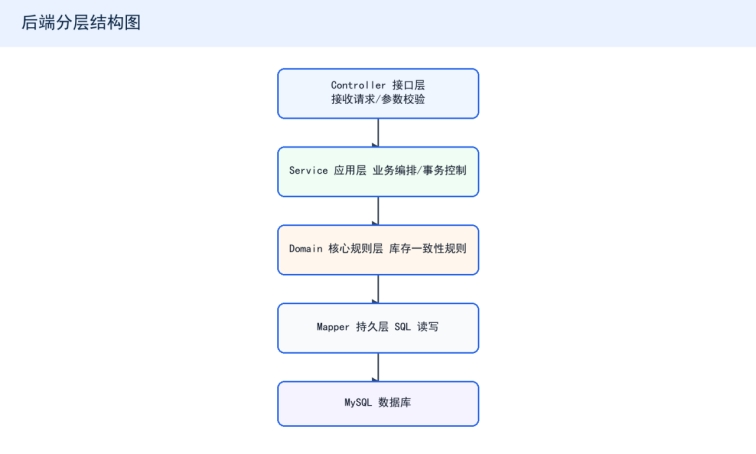 后端分层结构图
Controller 接口层
接收请求/参数校验
Service 应用层 业务编排/事务控制
Domain 核心规则层 库存一致性规则
Mapper 持久层 SQL 读写
MySQL 数据库